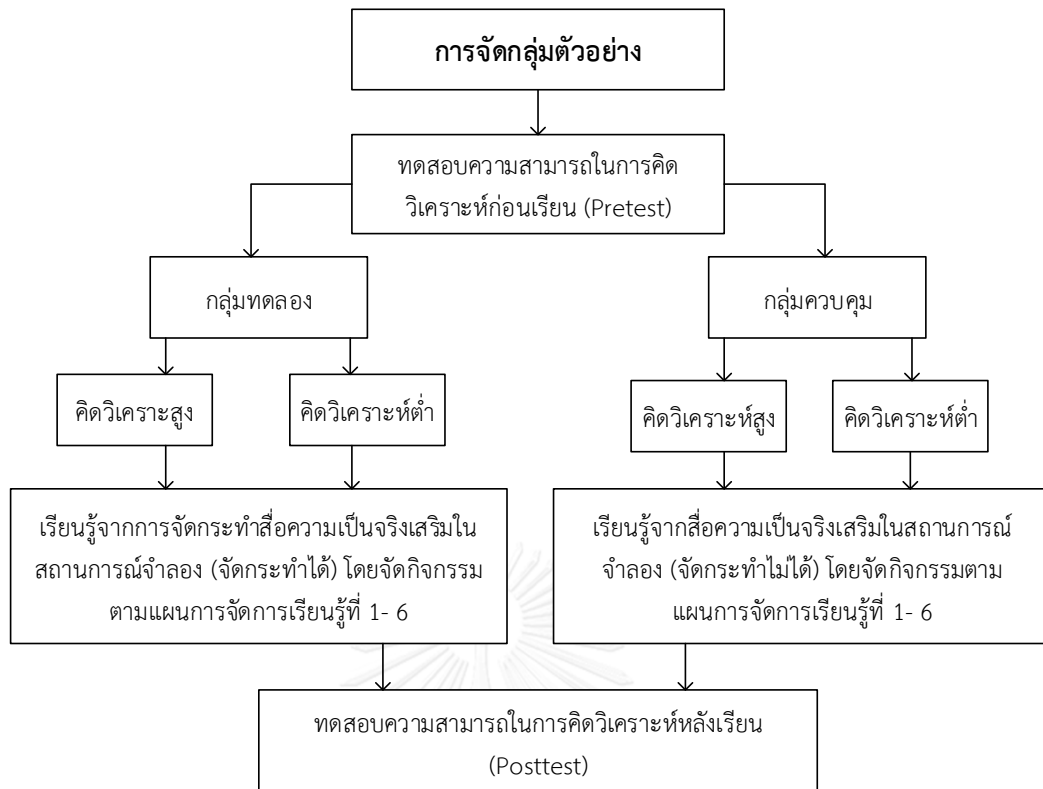 การจัดกลุ่มตัวอย่าง
ทดสอบความสามารถในการคิด
วิเคราะห์ก่อนเรียน (Pretest)
กลุ่มทดลอง
กลุ่มควบคุม
คิดวิเคราะสูง
คิดวิเคราะห์ต่ำ
คิดวิเคราะห์สูง
คิดวิเคราะห์ต่ำ
เรียนรู้จากการจัดกระทำสื่อความเป็นจริงเสริมใน
สถานการณ์จำลอง (จัดกระทำได้) โดยจัดกิจกรรม
ตามแผนการจัดการเรียนรู้ที่ 1- 6
เรียนรู้จากสื่อความเป็นจริงเสริมในสถานการณ์
จำลอง (จัดกระทำไม่ได้) โดยจัดกิจกรรมตาม
แผนการจัดการเรียนรู้ที่ 1- 6
ทดสอบความสามารถในการคิดวิเคราะห์หลังเรียน
(Posttest)